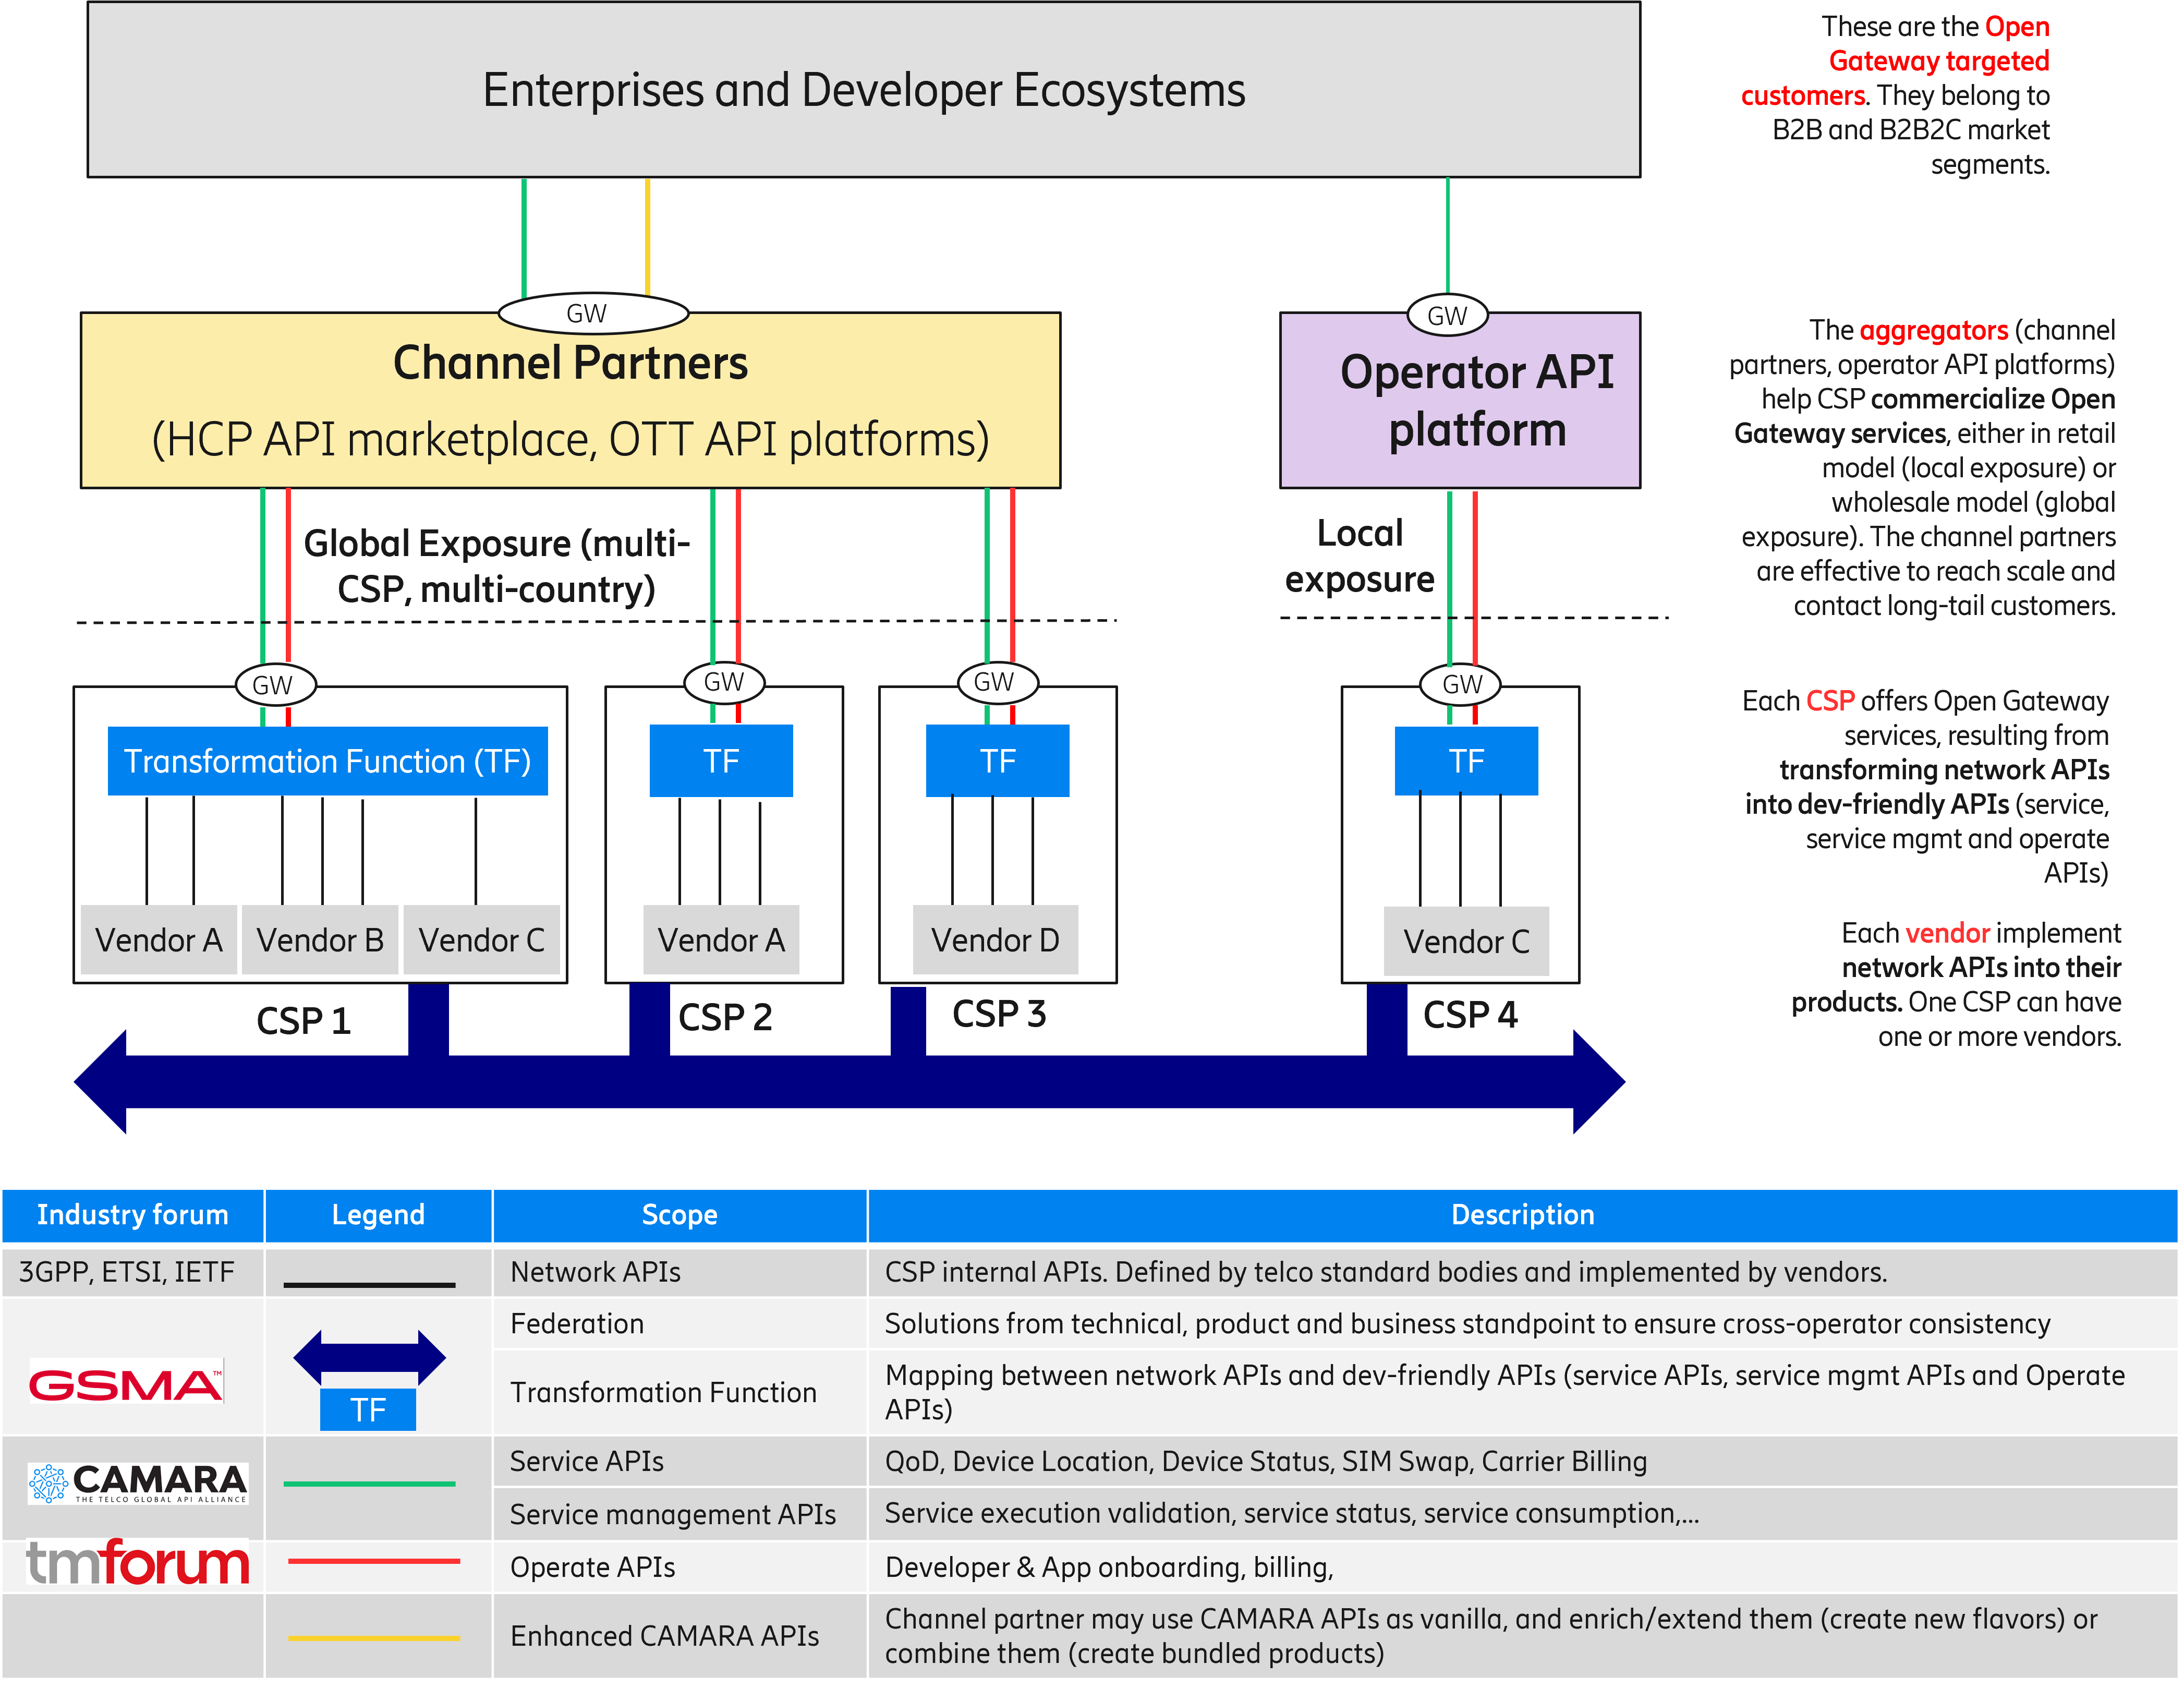 Enterprises and Developer Ecosystems
These are the Open
Gateway targeted
customers. They belong to
B2B and B2B2C market
segments.
GW
GW
Channel Partners
(HCP API marketplace, OTT API platforms)
Operator API
platform
The aggregators (channel
partners, operator API platforms)
help CSP commercialize Open
Gateway services, either in retail
model (local exposure) or
wholesale model (global
exposure). The channel partners
are effective to reach scale and
contact long-tail customers.
Global Exposure (multi-
CSP, multi-country)
Local
exposure
GW
GW
GW
GW
Transformation Function (TF)
TF
TF
TF
Each CSP offers Open Gateway
services, resulting from
transforming network APIs
into dev-friendly APIs (service,
service mgmt and operate
APIs)
Vendor A
Vendor B
Vendor C
Vendor A
Vendor D
Vendor C
Each vendor implement
network APIs into their
products. One CSP can have
one or more vendors.
CSP 1
CSP 2
CSP 3
CSP 4
Industry forum
Legend
Scope
Description
3GPP, ETSI, IETF
Network APIs
CSP internal APIs. Defined by telco standard bodies and implemented by vendors.
GSMA™
TF
Federation
Solutions from technical, product and business standpoint to ensure cross-operator consistency
Transformation Function
Mapping between network APIs and dev-friendly APIs (service APIs, service mgmt APIs and Operate
APIs)
CAMARA
THE TELCO GLOBAL API ALLIANCE
Service APIs
QoD, Device Location, Device Status, SIM Swap, Carrier Billing
Service management APIs
Service execution validation, service status, service consumption,...
tmforum
Operate APIs
Developer & App onboarding, billing,
Enhanced CAMARA APIs
Channel partner may use CAMARA APIs as vanilla, and enrich/extend them (create new flavors) or
combine them (create bundled products)